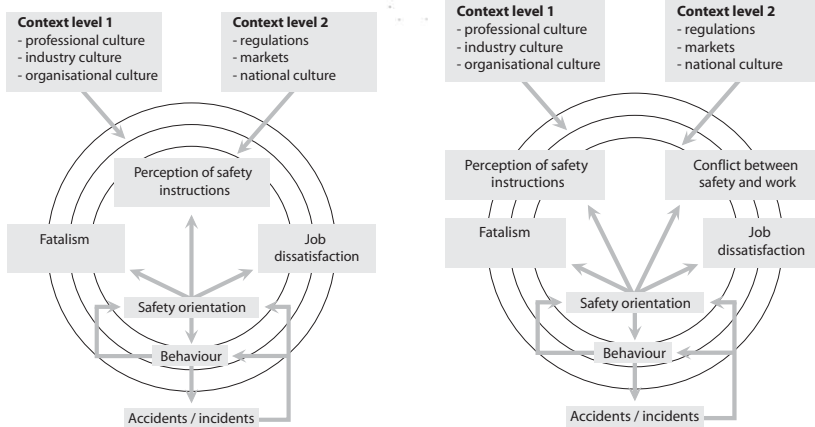 Context level 1
- professional culture
- industry culture
- organisational culture
Context level 2
- regulations
- markets
- national culture
Perception of safety
instructions
Fatalism
Job
dissatisfaction
Safety orientation
Behaviour
Accidents / incidents
Context level 1
- professional culture
- industry culture
- organisational culture
Context level 2
- regulations
- markets
- national culture
Perception of safety
instructions
Conflict between
safety and work
Fatalism
Job
dissatisfaction
Safety orientation
Behaviour
Accidents / incidents